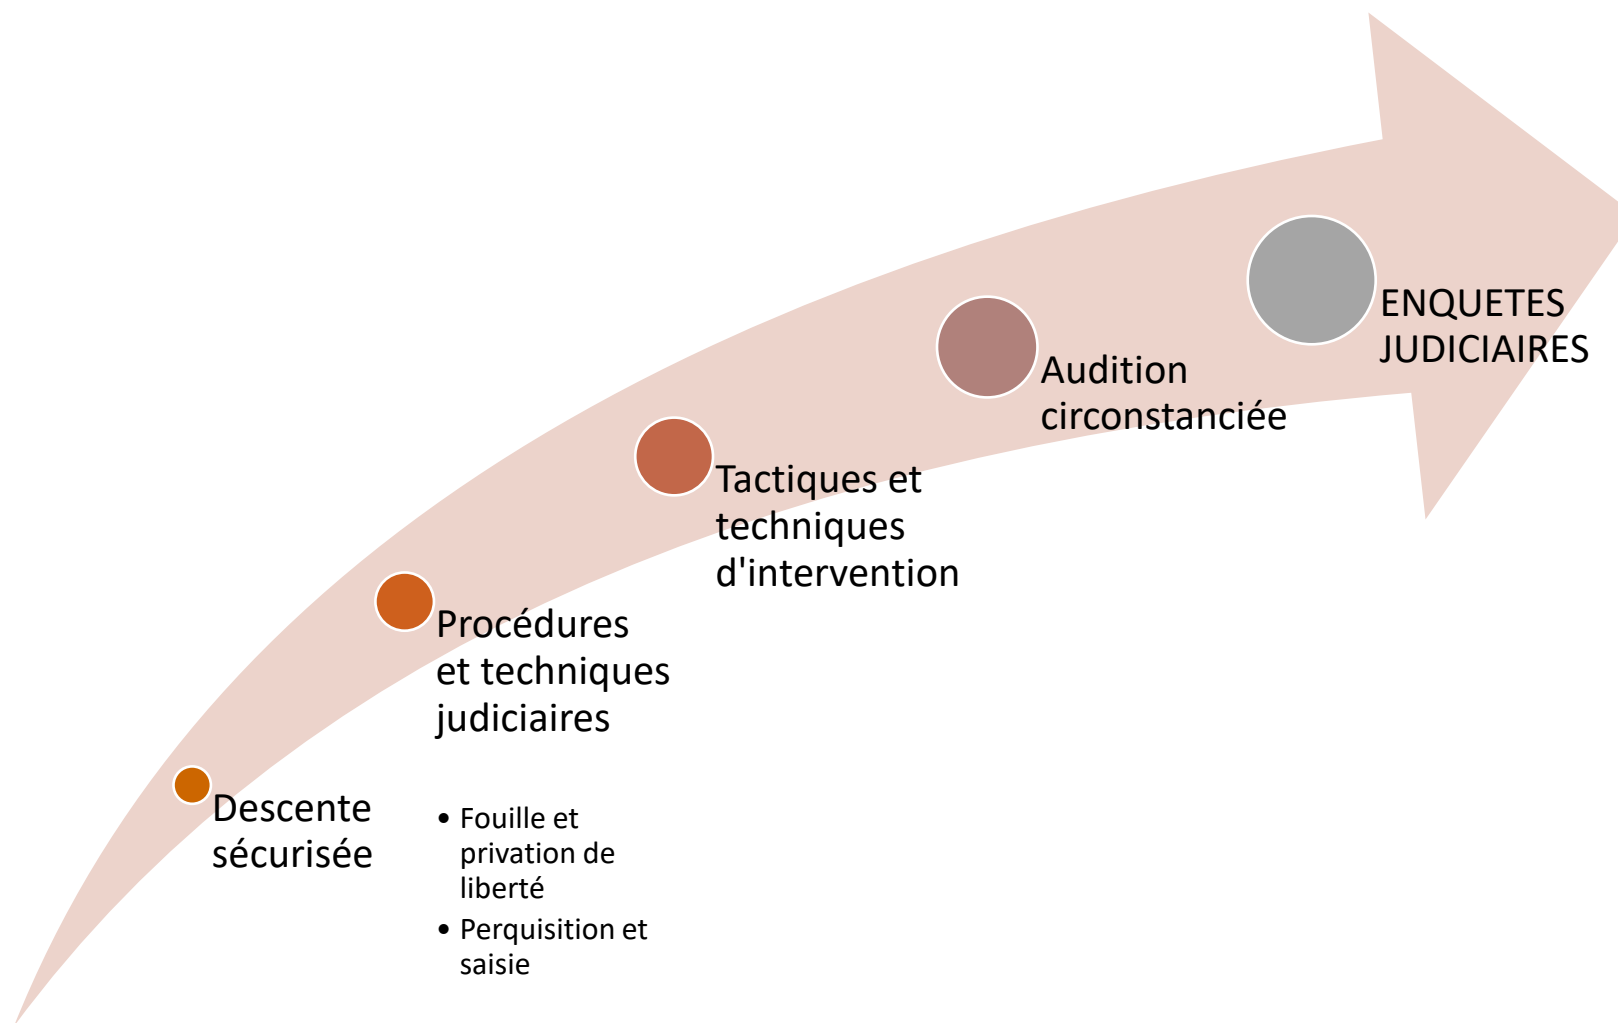 Descente
sécurisée
Procédures
et techniques
judiciaires
• Fouille et
privation de
liberté
• Perquisition et
saisie
Tactiques et
techniques
d'intervention
Audition
circonstanciée
ENQUETES
JUDICIAIRES